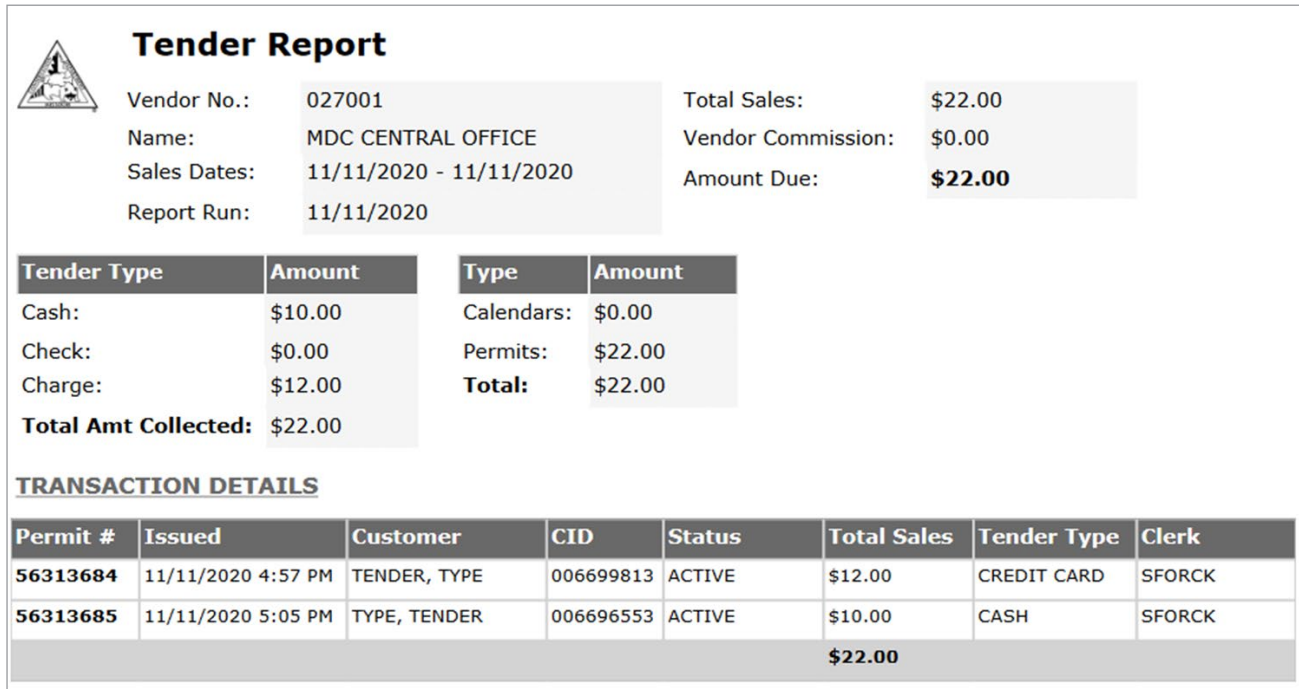 Tender Report
Vendor No.: 027001 Total Sales: $22.00
Name: MDC CENTRAL OFFICE Vendor Commission: $0.00
Sales Dates: 11/11/2020 - 11/11/2020 Amount Due: $22.00
Report Run: 11/11/2020
Tender Type Amount Type Amount
Cash: $10.00 Calendars: $0.00
Check: $0.00 Permits: $22.00
Charge: $12.00 Total: $22.00
Total Amt Collected: $22.00
TRANSACTION DETAILS
Permit # Issued Customer CID Status Total Sales Tender Type Clerk
56313684 11/11/2020 4:57 PM TENDER, TYPE 006699813 ACTIVE $12.00 CREDIT CARD SFORCK
56313685 11/11/2020 5:05 PM TYPE, TENDER 006696553 ACTIVE $10.00 CASH SFORCK
$22.00